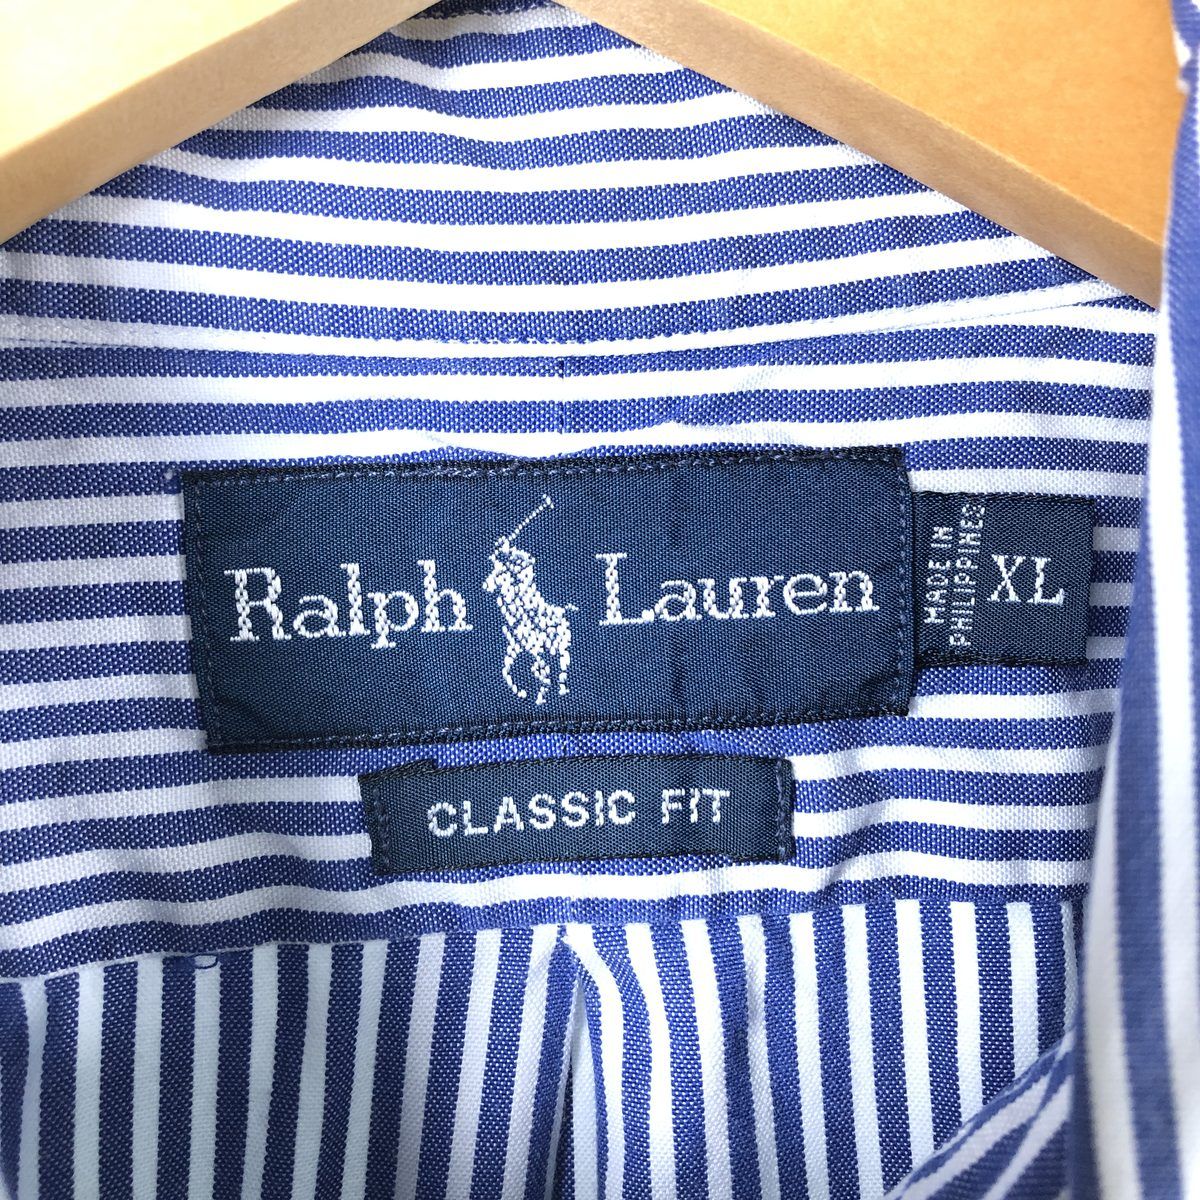 Ralph Lauren
MADE IN
PHILIPPINES
XL
CLASSIC FIT